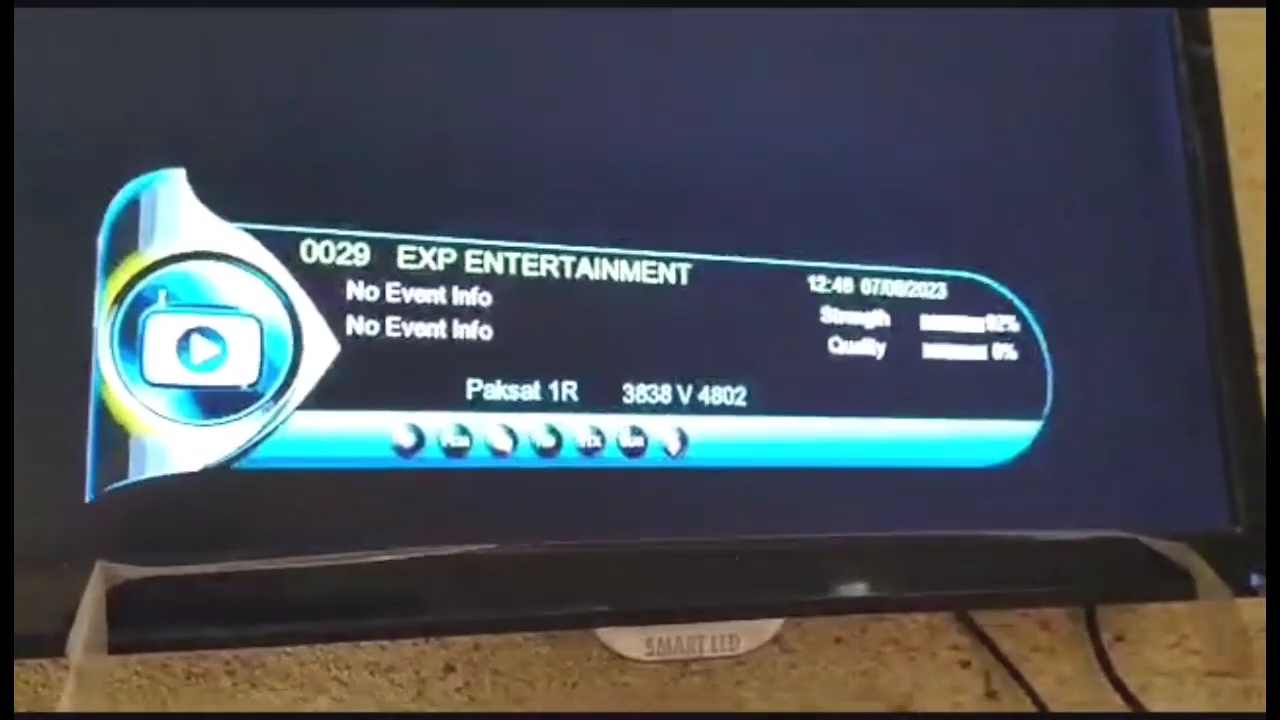 0029 EXP ENTERTAINMENT
12:48 07/08/2023
No Event Info
Strength 92%
No Event Info
Quality 0%
Paksat 1R 3838 V 4802
SMART LED